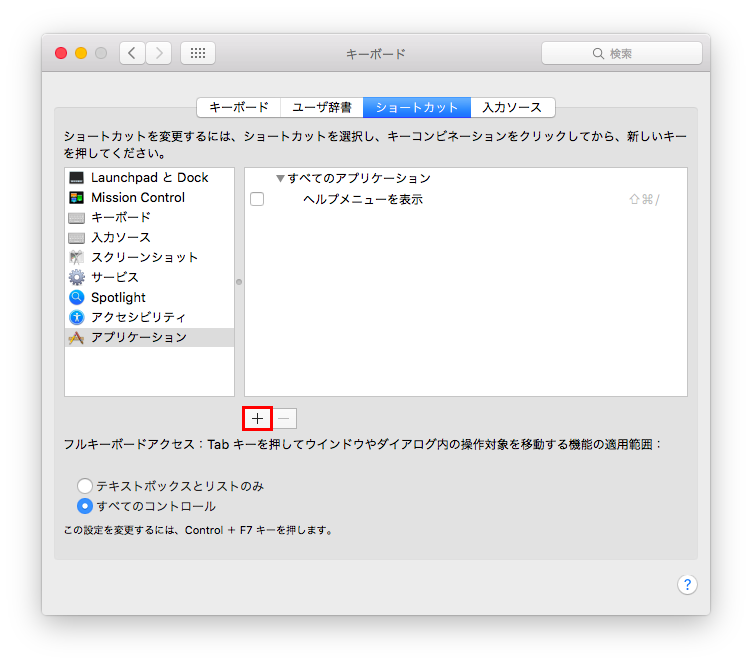 キーボード
検索
キーボード
ユーザ辞書
ショートカット
入力ソース
ショートカットを変更するには、ショートカットを選択し、キーコンビネーションをクリックしてから、新しいキー
を押してください。
Launchpad と Dock
Mission Control
キーボード
入力ソース
スクリーンショット
サービス
Spotlight
アクセシビリティ
アプリケーション
▼すべてのアプリケーション
ヘルプメニューを表示 ⇧⌘/
+ −
フルキーボードアクセス：Tab キーを押してウインドウやダイアログ内の操作対象を移動する機能の適用範囲：
テキストボックスとリストのみ
すべてのコントロール
この設定を変更するには、Control ＋ F7 キーを押します。
?